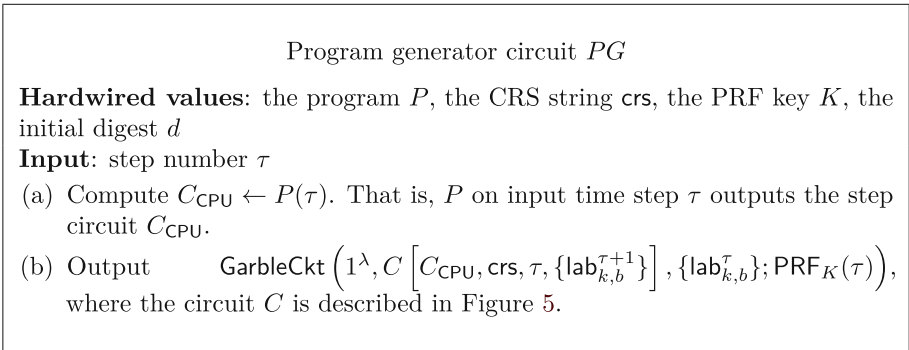 Program generator circuit PG
Hardwired values: the program P, the CRS string crs, the PRF key K, the
initial digest d
Input: step number τ
(a) Compute C_CPU ← P(τ). That is, P on input time step τ outputs the step
circuit C_CPU.
(b) Output GarbleCkt (1^λ, C [C_CPU, crs, τ, {lab^{τ+1}_{k,b}}], {lab^τ_{k,b}}; PRF_K(τ)),
where the circuit C is described in Figure 5.